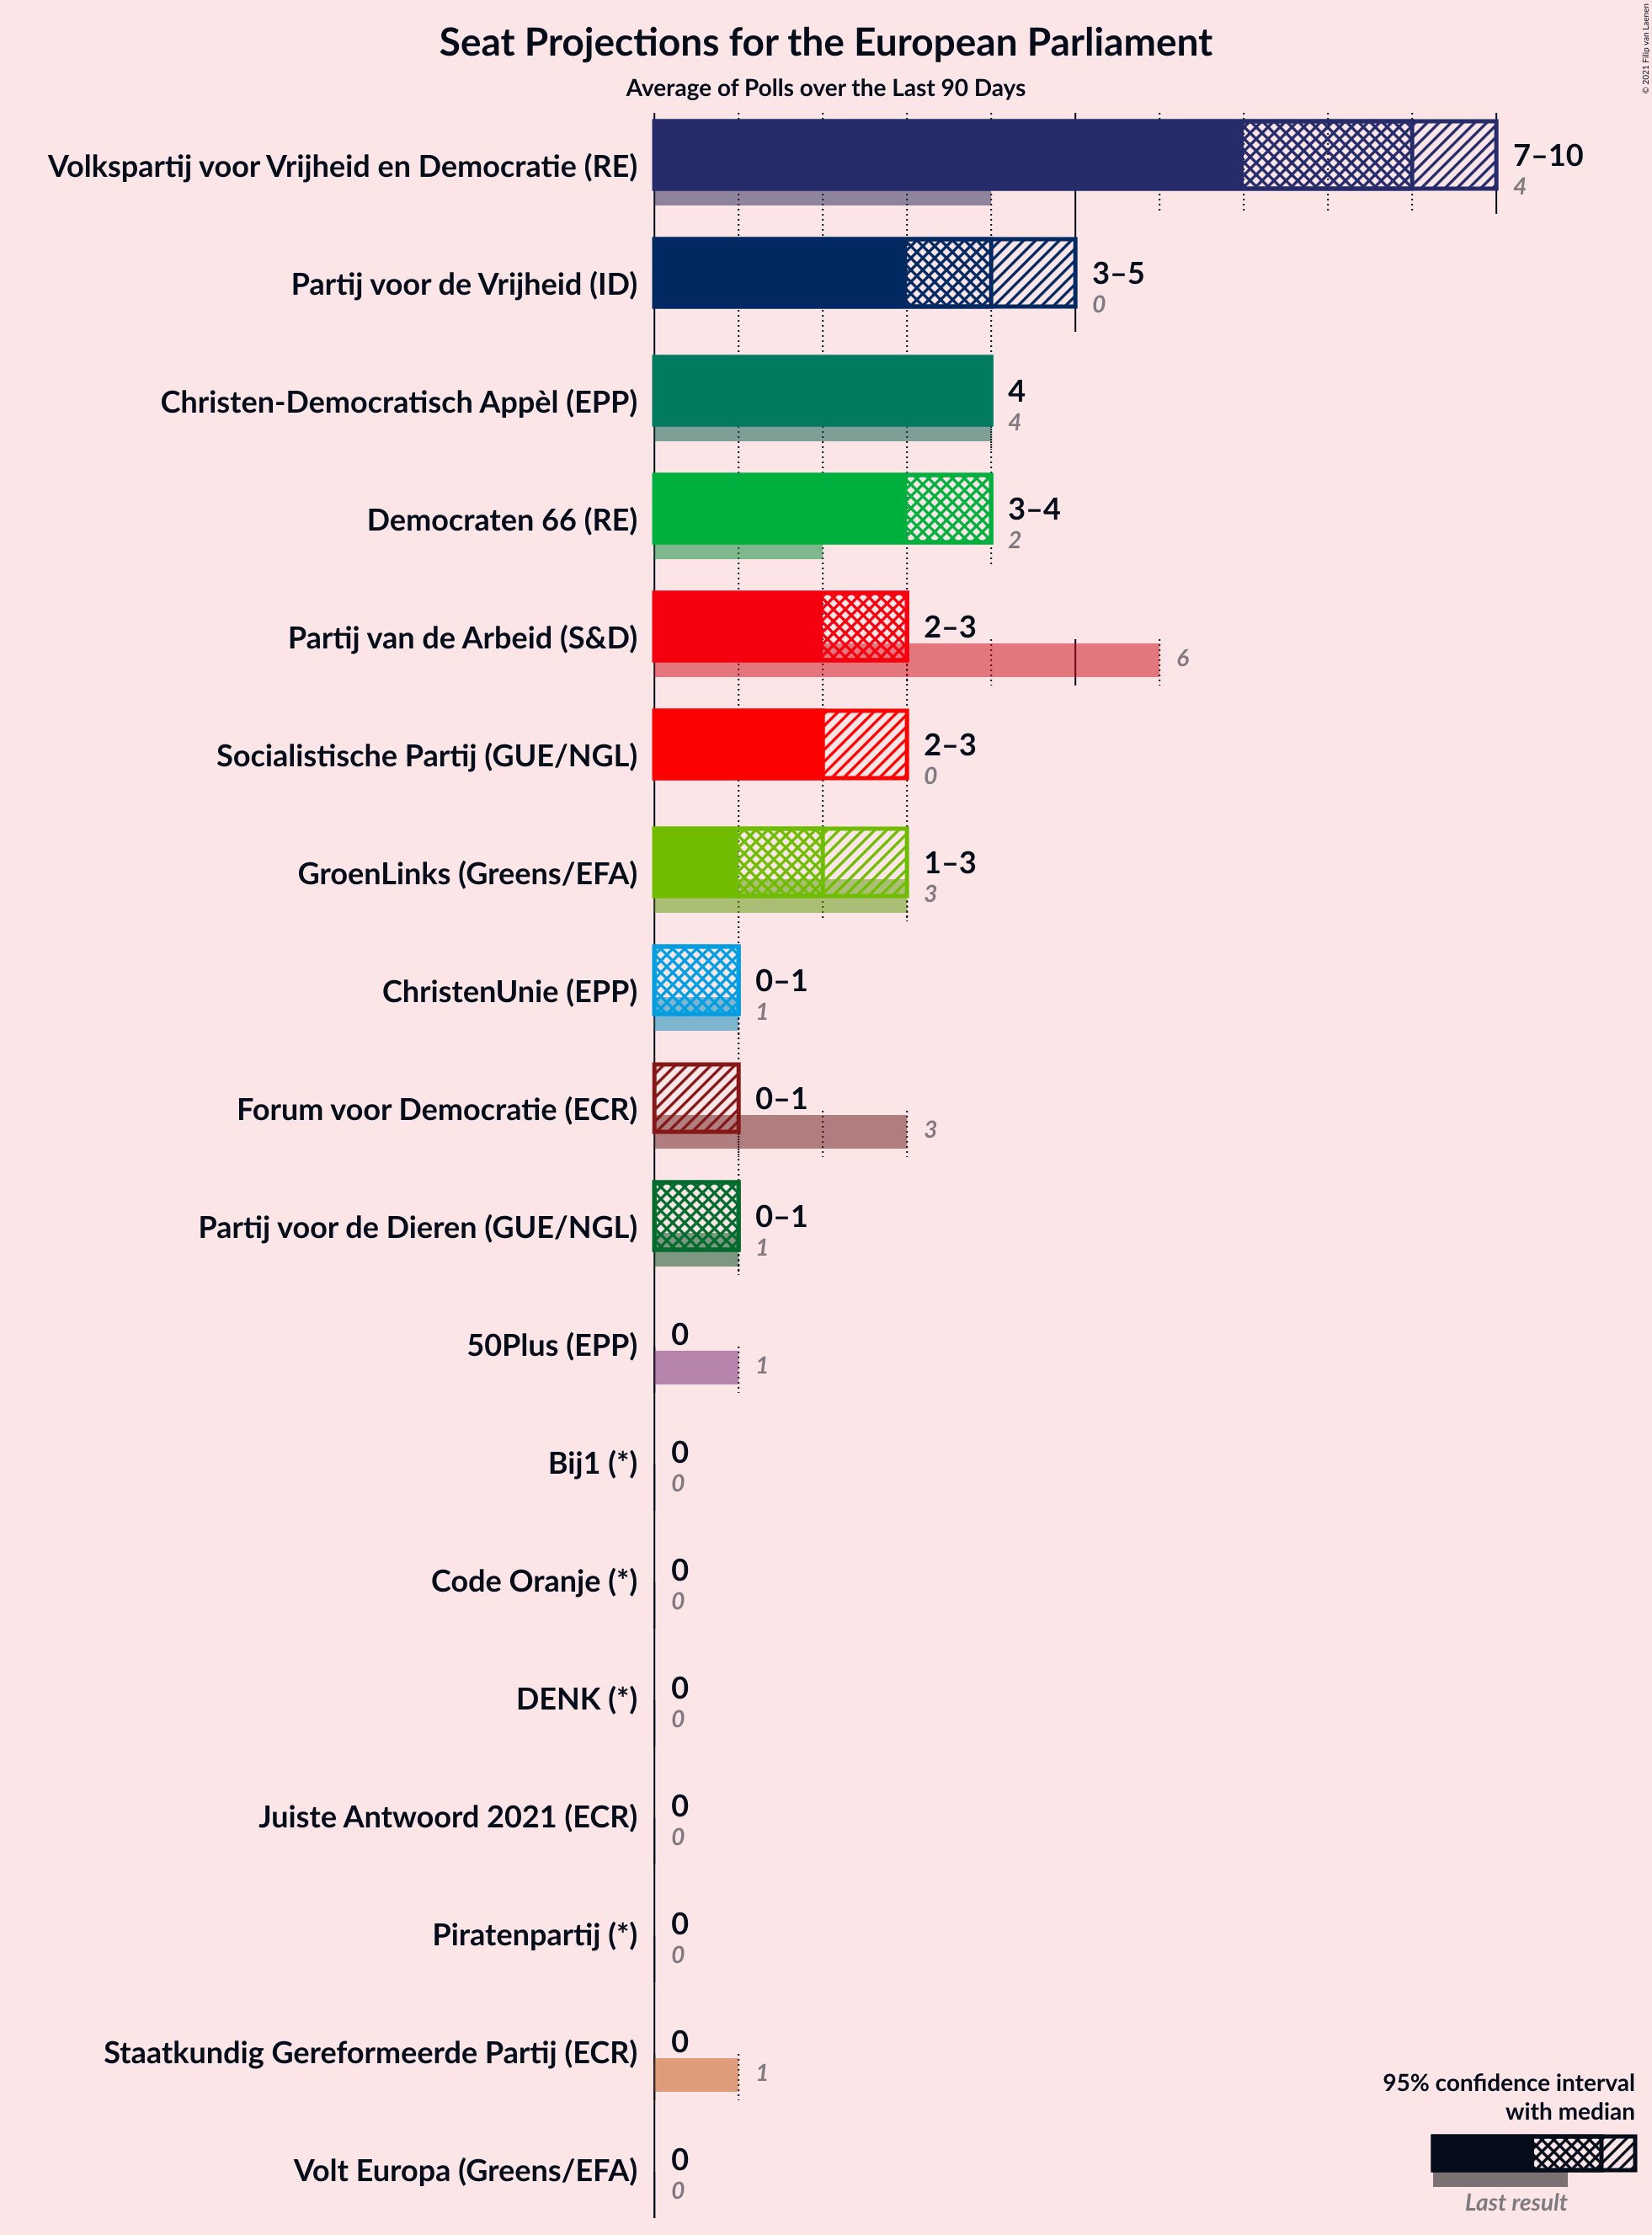 Seat Projections for the European Parliament
Average of Polls over the Last 90 Days
© 2021 Filip van Laenen
Volkspartij voor Vrijheid en Democratie (RE)
7–10
4
Partij voor de Vrijheid (ID)
3–5
0
Christen-Democratisch Appèl (EPP)
4
4
Democraten 66 (RE)
3–4
2
Partij van de Arbeid (S&D)
2–3
6
Socialistische Partij (GUE/NGL)
2–3
0
GroenLinks (Greens/EFA)
1–3
3
ChristenUnie (EPP)
0–1
1
Forum voor Democratie (ECR)
0–1
3
Partij voor de Dieren (GUE/NGL)
0–1
1
50Plus (EPP)
0
1
Bij1 (*)
0
0
Code Oranje (*)
0
0
DENK (*)
0
0
Juiste Antwoord 2021 (ECR)
0
0
Piratenpartij (*)
0
0
Staatkundig Gereformeerde Partij (ECR)
0
1
Volt Europa (Greens/EFA)
0
0
95% confidence interval
with median
Last result